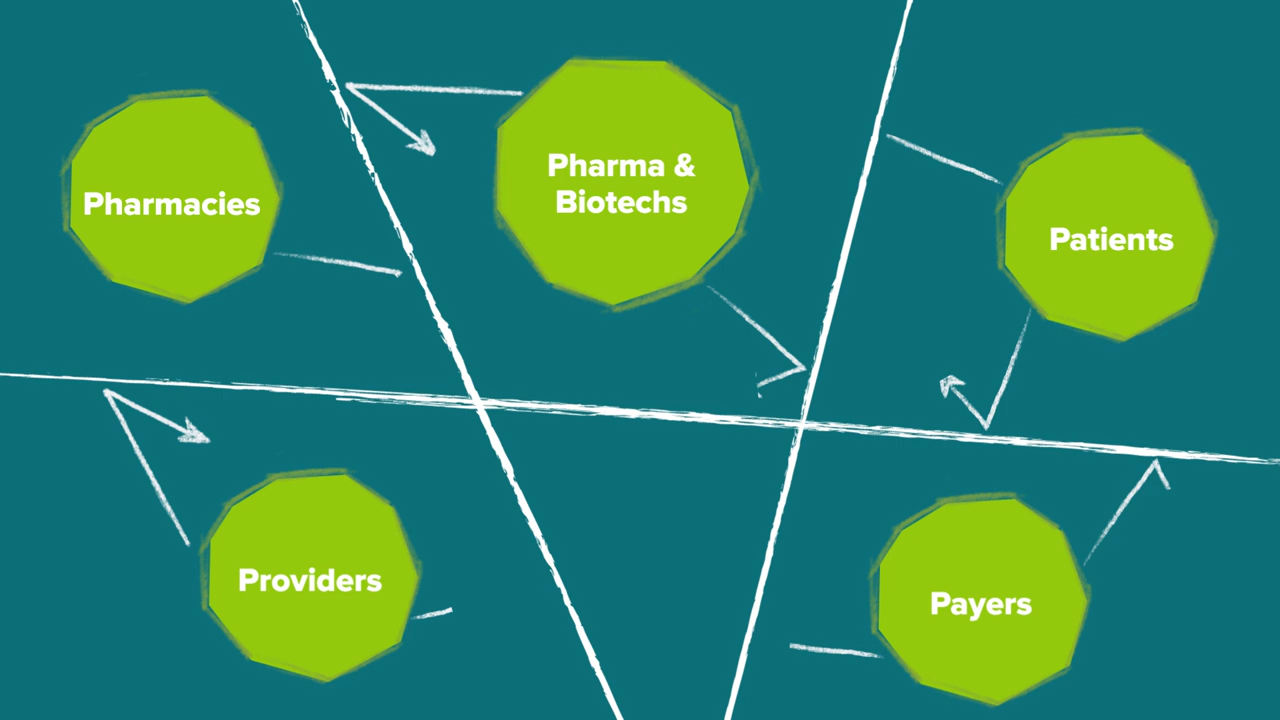 Pharmacies
Pharma &
Biotechs
Patients
Providers
Payers